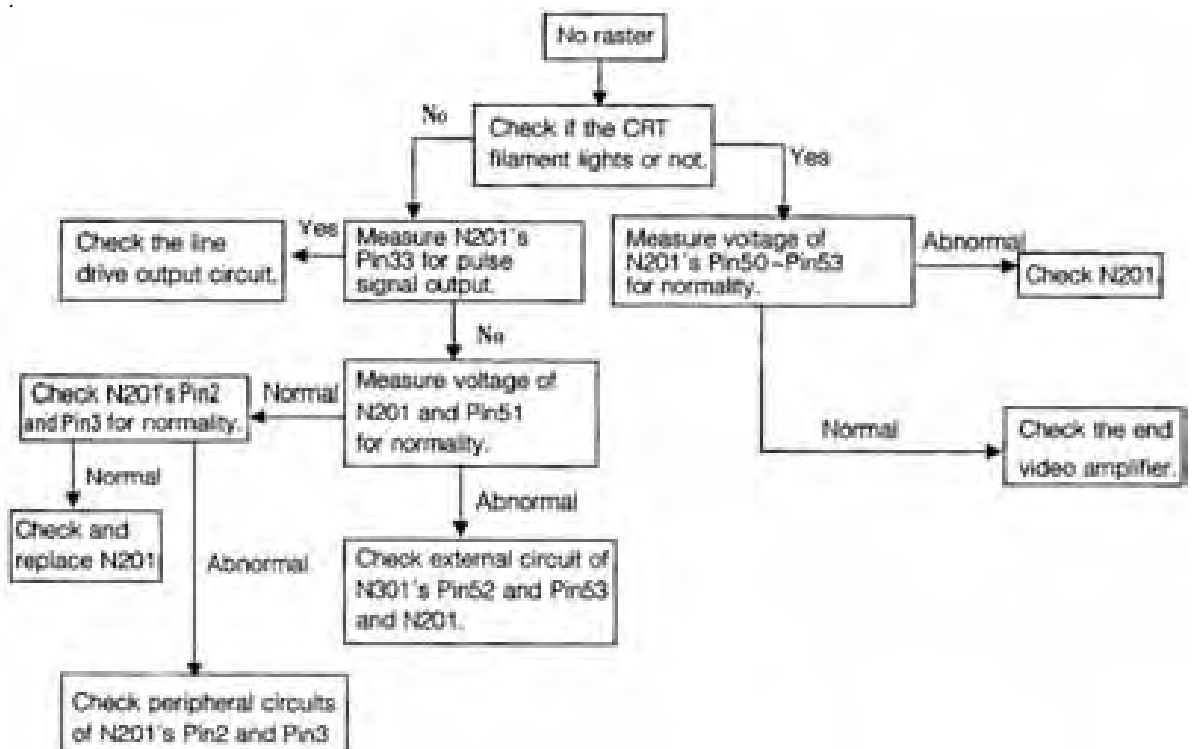 No raster
No
Check if the CRT
filament lights or not.
Yes
Check the line
drive output circuit.
Yes
Measure N201's
Pin33 for pulse
signal output.
Measure voltage of
N201's Pin50~Pin53
for normality.
Abnormal
Check N201.
No
Check N201's Pin2
and Pin3 for normality.
Normal
Measure voltage of
N201 and Pin51
for normality.
Normal
Check the end
video amplifier.
Normal
Abnormal
Check and
replace N201
Abnormal
Check external circuit of
N301's Pin52 and Pin53
and N201.
Check peripheral circuits
of N201's Pin2 and Pin3